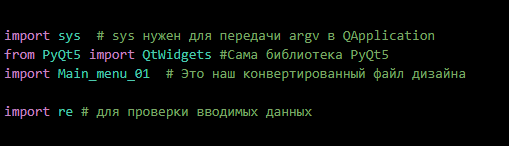 import sys  # sys нужен для передачи argv в QApplication
from PyQt5 import QtWidgets #Сама библиотека PyQt5
import Main_menu_01  # Это наш конвертированный файл дизайна
import re # для проверки вводимых данных